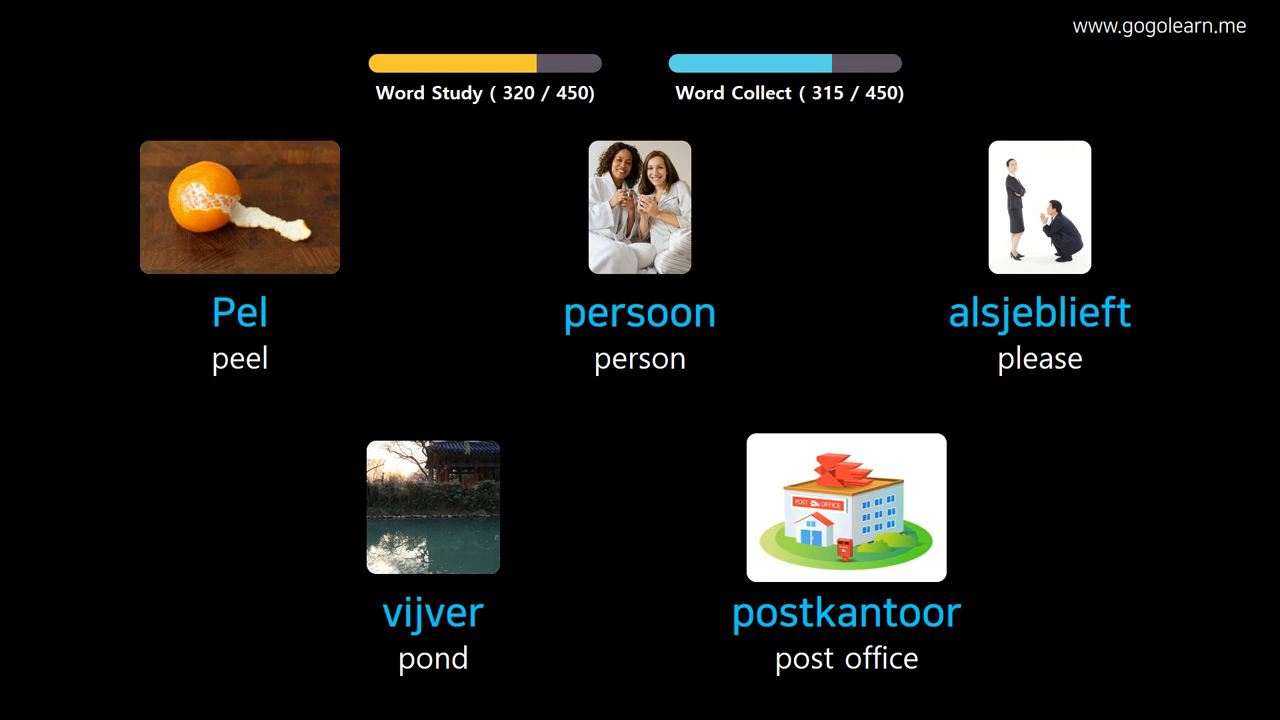 www.gogolearn.me
Word Study ( 320 / 450)
Word Collect ( 315 / 450)
Pel
peel
persoon
person
alsjeblieft
please
POST OFFICE
vijver
pond
postkantoor
post office